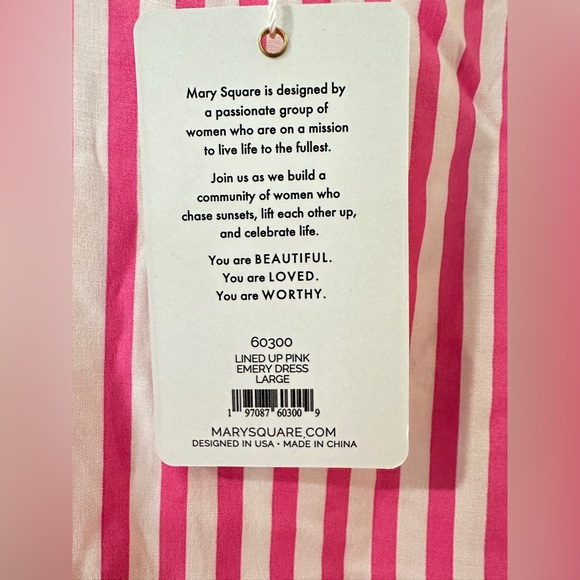 Mary Square is designed by
a passionate group of
women who are on a mission
to live life to the fullest.
Join us as we build a
community of women who
chase sunsets, lift each other up,
and celebrate life.
You are BEAUTIFUL.
You are LOVED.
You are WORTHY.
60300
LINED UP PINK
EMERY DRESS
LARGE
1 97087 60300 9
MARYSQUARE.COM
DESIGNED IN USA • MADE IN CHINA